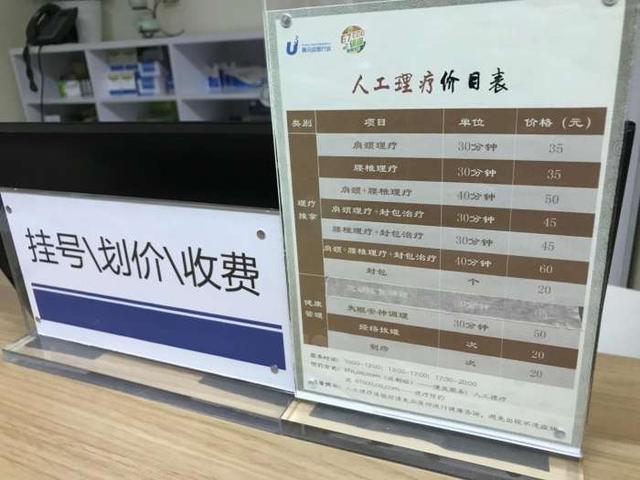 挂号\划价\收费
人工理疗价目表
类别 项目 单位 价格（元）
理疗推拿
肩颈理疗 30分钟 35
腰椎理疗 30分钟 35
肩颈+腰椎理疗 40分钟 50
肩颈理疗+封包治疗 30分钟 45
腰椎理疗+封包治疗 30分钟 45
肩颈+腰椎理疗+封包治疗 40分钟 60
封包 个 20
健康管理
失眠安神调理 30分钟 50
经络拔罐 次 20
刮痧 次 20